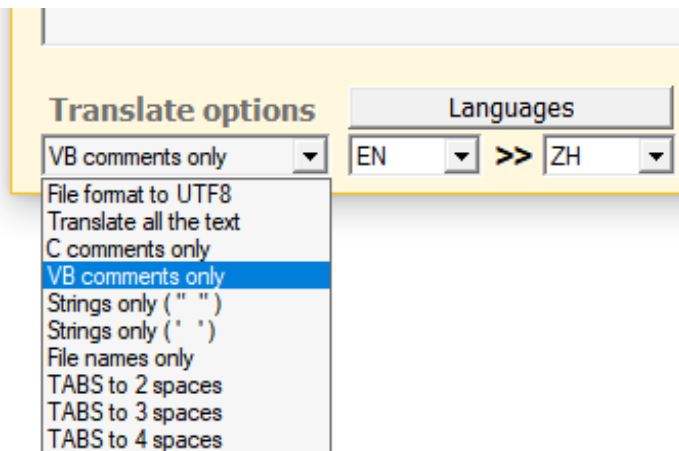 Translate options
Languages
VB comments only
EN >> ZH
File format to UTF8
Translate all the text
C comments only
VB comments only
Strings only ( " " )
Strings only ( ' ' )
File names only
TABS to 2 spaces
TABS to 3 spaces
TABS to 4 spaces